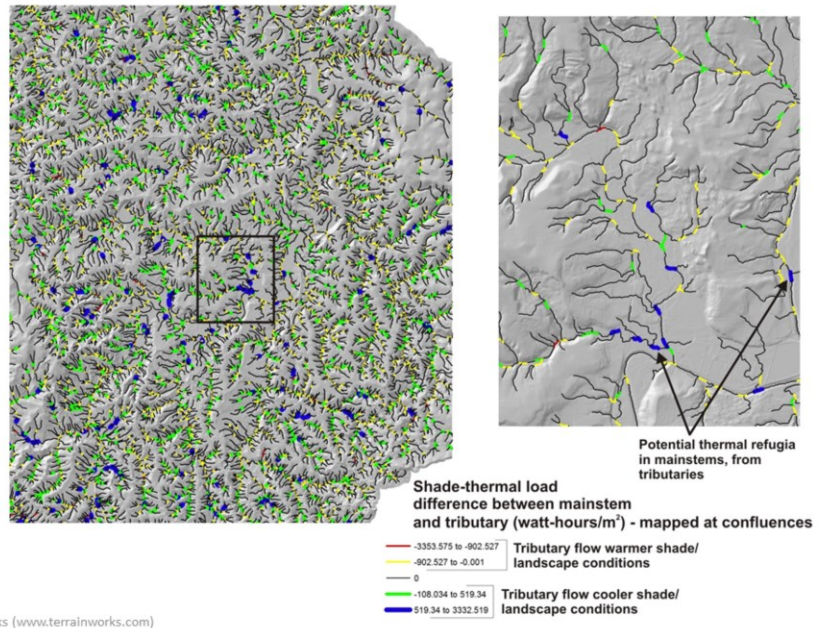 Potential thermal refugia
in mainstems, from
tributaries
Shade-thermal load
difference between mainstem
and tributary (watt-hours/m²) - mapped at confluences
-3353.575 to -902.527
-902.527 to -0.001
Tributary flow warmer shade/
landscape conditions
0
-108.034 to 519.34
519.34 to 3332.519
Tributary flow cooler shade/
landscape conditions
ks (www.terrainworks.com)